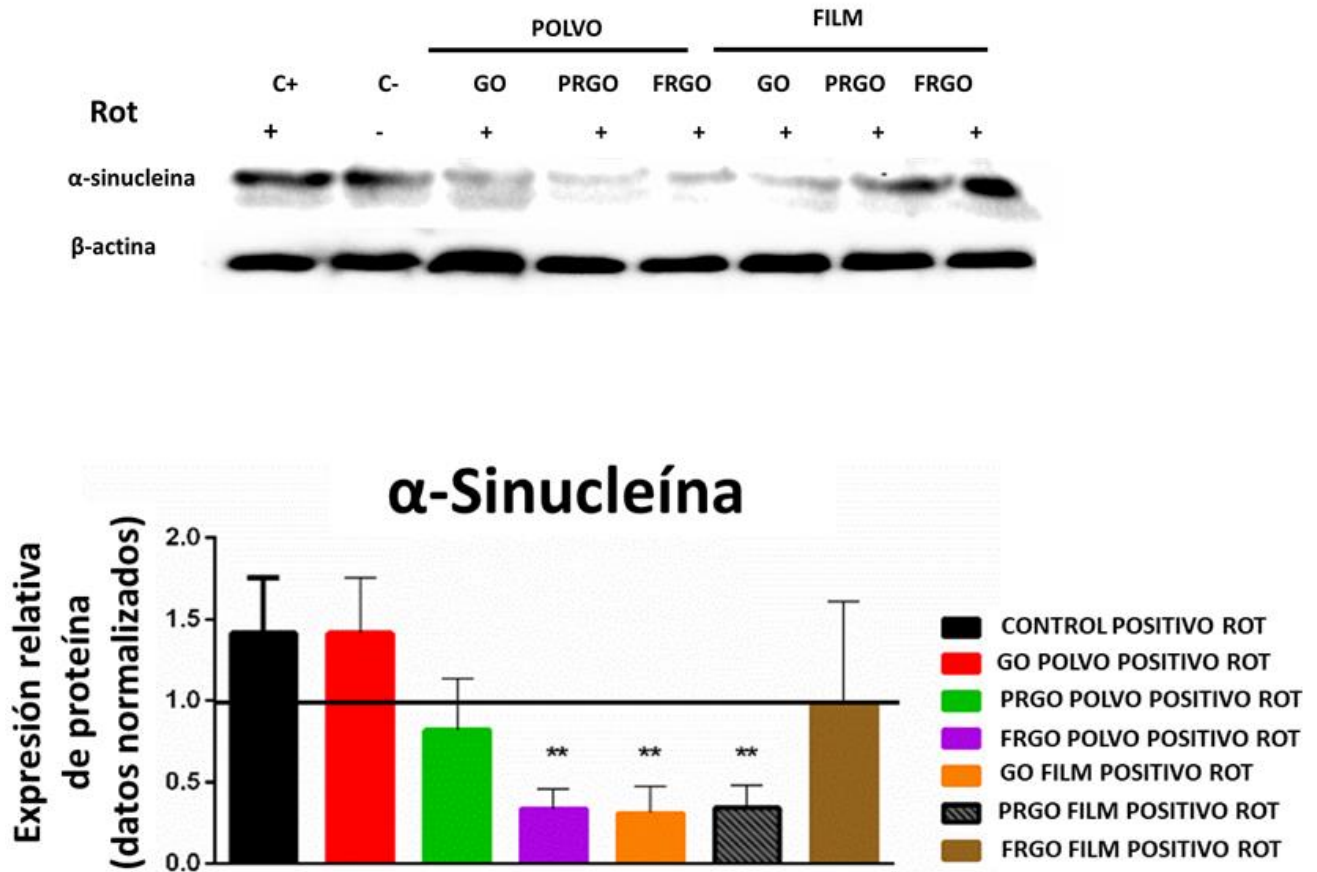 POLVO FILM
C+ C- GO PRGO FRGO GO PRGO FRGO
Rot
+ - + + + + + +
α-sinucleina
β-actina
α-Sinucleína
Expresión relativa
de proteína
(datos normalizados)
2.0
1.5
1.0
0.5
0.0
** ** **
CONTROL POSITIVO ROT
GO POLVO POSITIVO ROT
PRGO POLVO POSITIVO ROT
FRGO POLVO POSITIVO ROT
GO FILM POSITIVO ROT
PRGO FILM POSITIVO ROT
FRGO FILM POSITIVO ROT